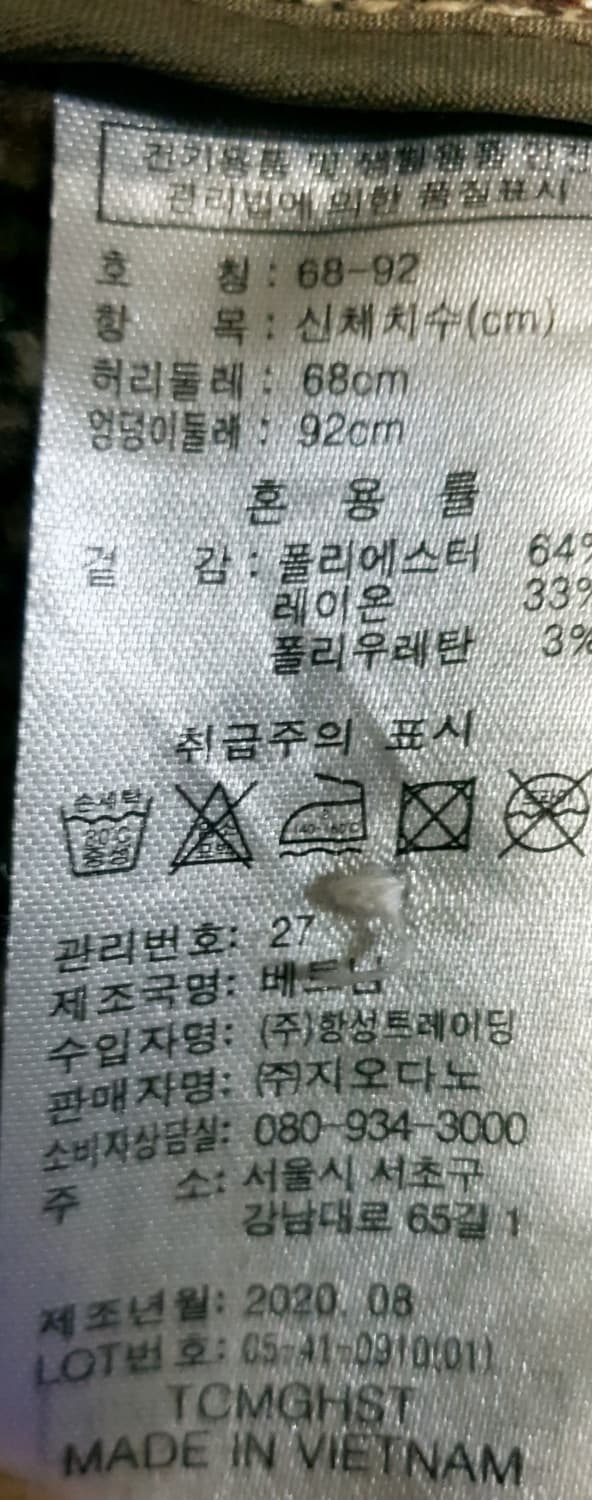 전기용품 및 생활용품 안전
관리법에 의한 품질표시
호 칭 : 68-92
항 목 : 신체치수(cm)
허리둘레 : 68cm
엉덩이둘레 : 92cm
혼 용 률
겉 감 : 폴리에스터 64%
레이온 33%
폴리우레탄 3%
취급주의 표시
손세탁
관리번호: 27
제조국명: 베트남
수입자명: (주)항성트레이딩
판매자명: (주)지오다노
소비자상담실: 080-934-3000
주 소: 서울시 서초구
강남대로 65길 1
제조년월: 2020. 08
LOT번호: 05-41-0910(01)
TCMGHST
MADE IN VIETNAM